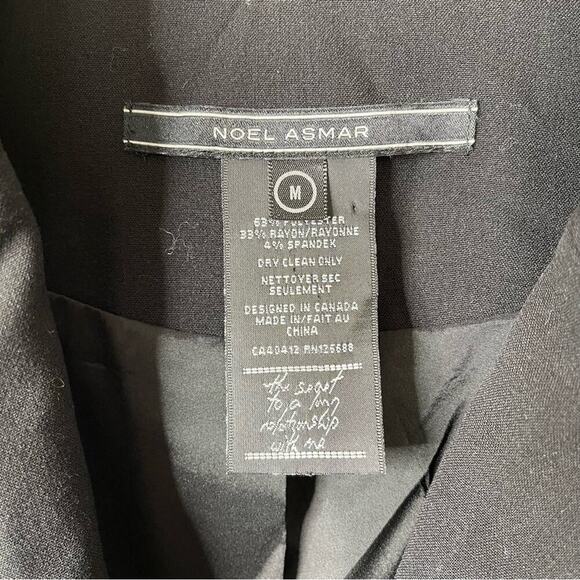 NOEL ASMAR
M
63% POLYESTER
33% RAYON/RAYONNE
4% SPANDEX
DRY CLEAN ONLY
NETTOYER SEC
SEULEMENT
DESIGNED IN CANADA
MADE IN/FAIT AU
CHINA
CA40412 RN125688
the secret
to a long
relationship
with me